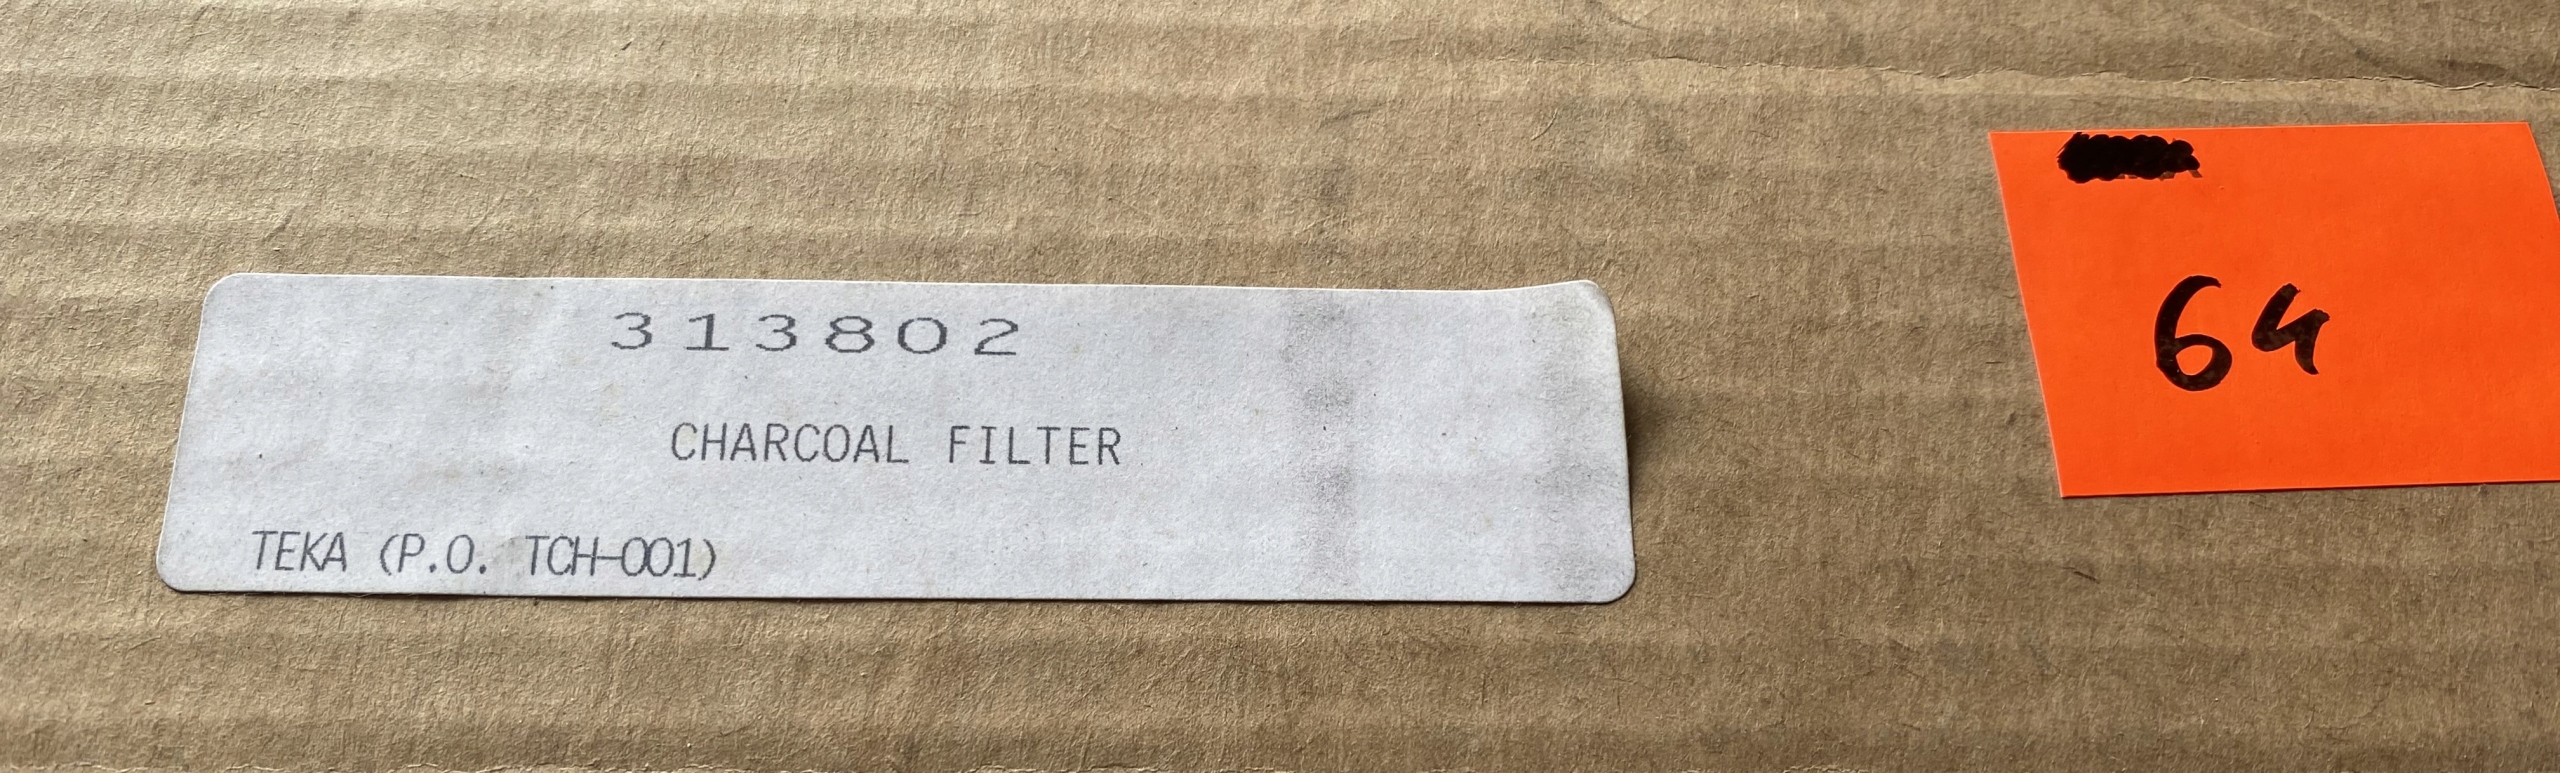 313802
CHARCOAL FILTER
TEKA (P.O. TCH-001)
64